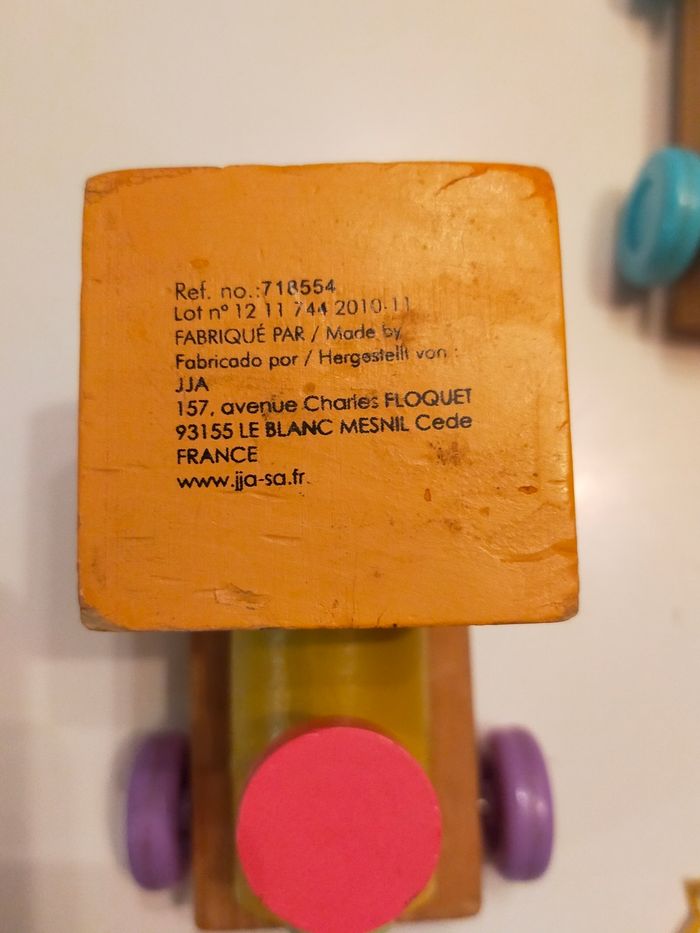 Ref. no.:718554
Lot n° 12 11 744 2010-11
FABRIQUÉ PAR / Made by
Fabricado por / Hergestellt von :
JJA
157, avenue Charles FLOQUET
93155 LE BLANC MESNIL Cede
FRANCE
www.jja-sa.fr